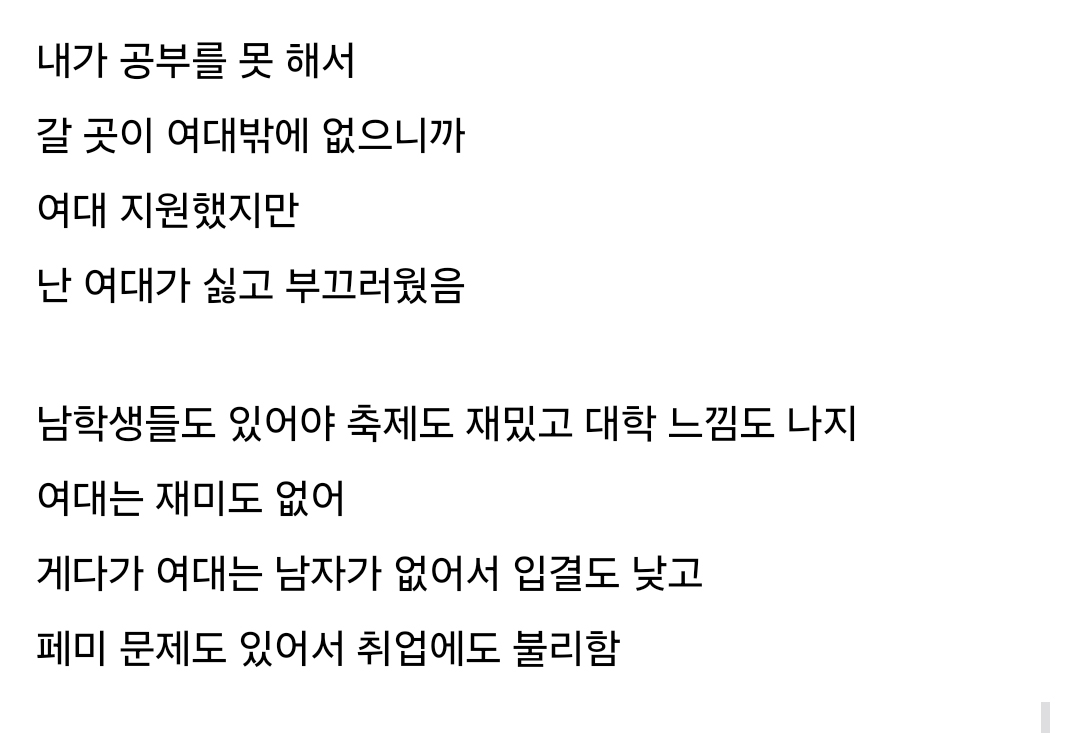 내가 공부를 못 해서
갈 곳이 여대밖에 없으니까
여대 지원했지만
난 여대가 싫고 부끄러웠음
남학생들도 있어야 축제도 재밌고 대학 느낌도 나지
여대는 재미도 없어
게다가 여대는 남자가 없어서 입결도 낮고
페미 문제도 있어서 취업에도 불리함